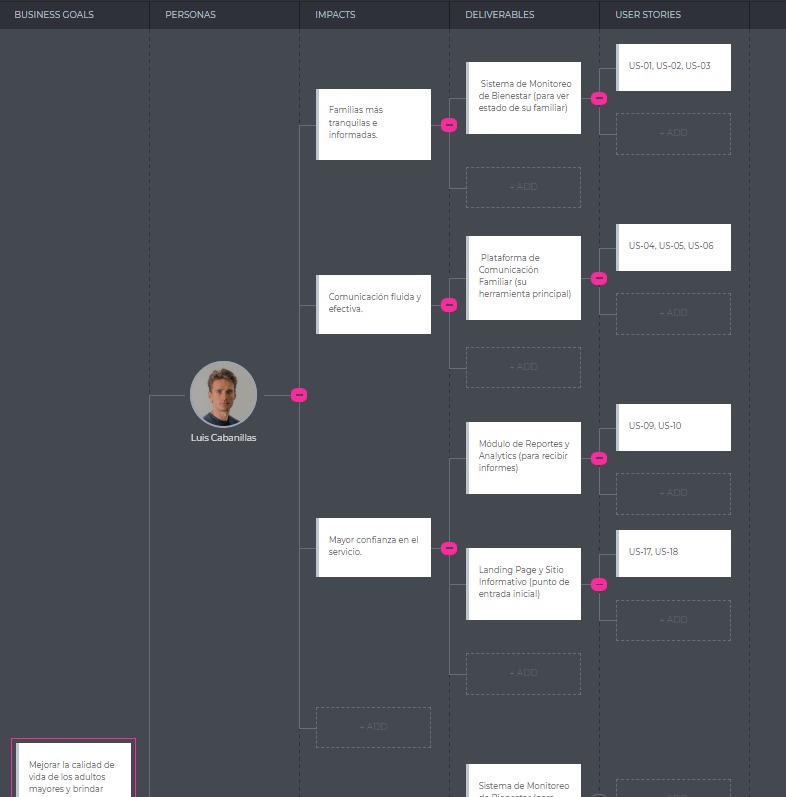 BUSINESS GOALS
PERSONAS
IMPACTS
DELIVERABLES
USER STORIES
US-01, US-02, US-03
Sistema de Monitoreo
de Bienestar (para ver
estado de su familiar)
Familias más
tranquilas e
informadas.
+ ADD
+ ADD
US-04, US-05, US-06
Plataforma de
Comunicación
Familiar (su
herramienta principal)
Comunicación fluida y
efectiva.
+ ADD
+ ADD
Luis Cabanillas
US-09, US-10
Módulo de Reportes y
Analytics (para recibir
informes)
+ ADD
Mayor confianza en el
servicio.
US-17, US-18
Landing Page y Sitio
Informativo (punto de
entrada inicial)
+ ADD
+ ADD
+ ADD
Mejorar la calidad de
vida de los adultos
mayores y brindar
Sistema de Monitoreo
de Bienestar (para
+ ADD